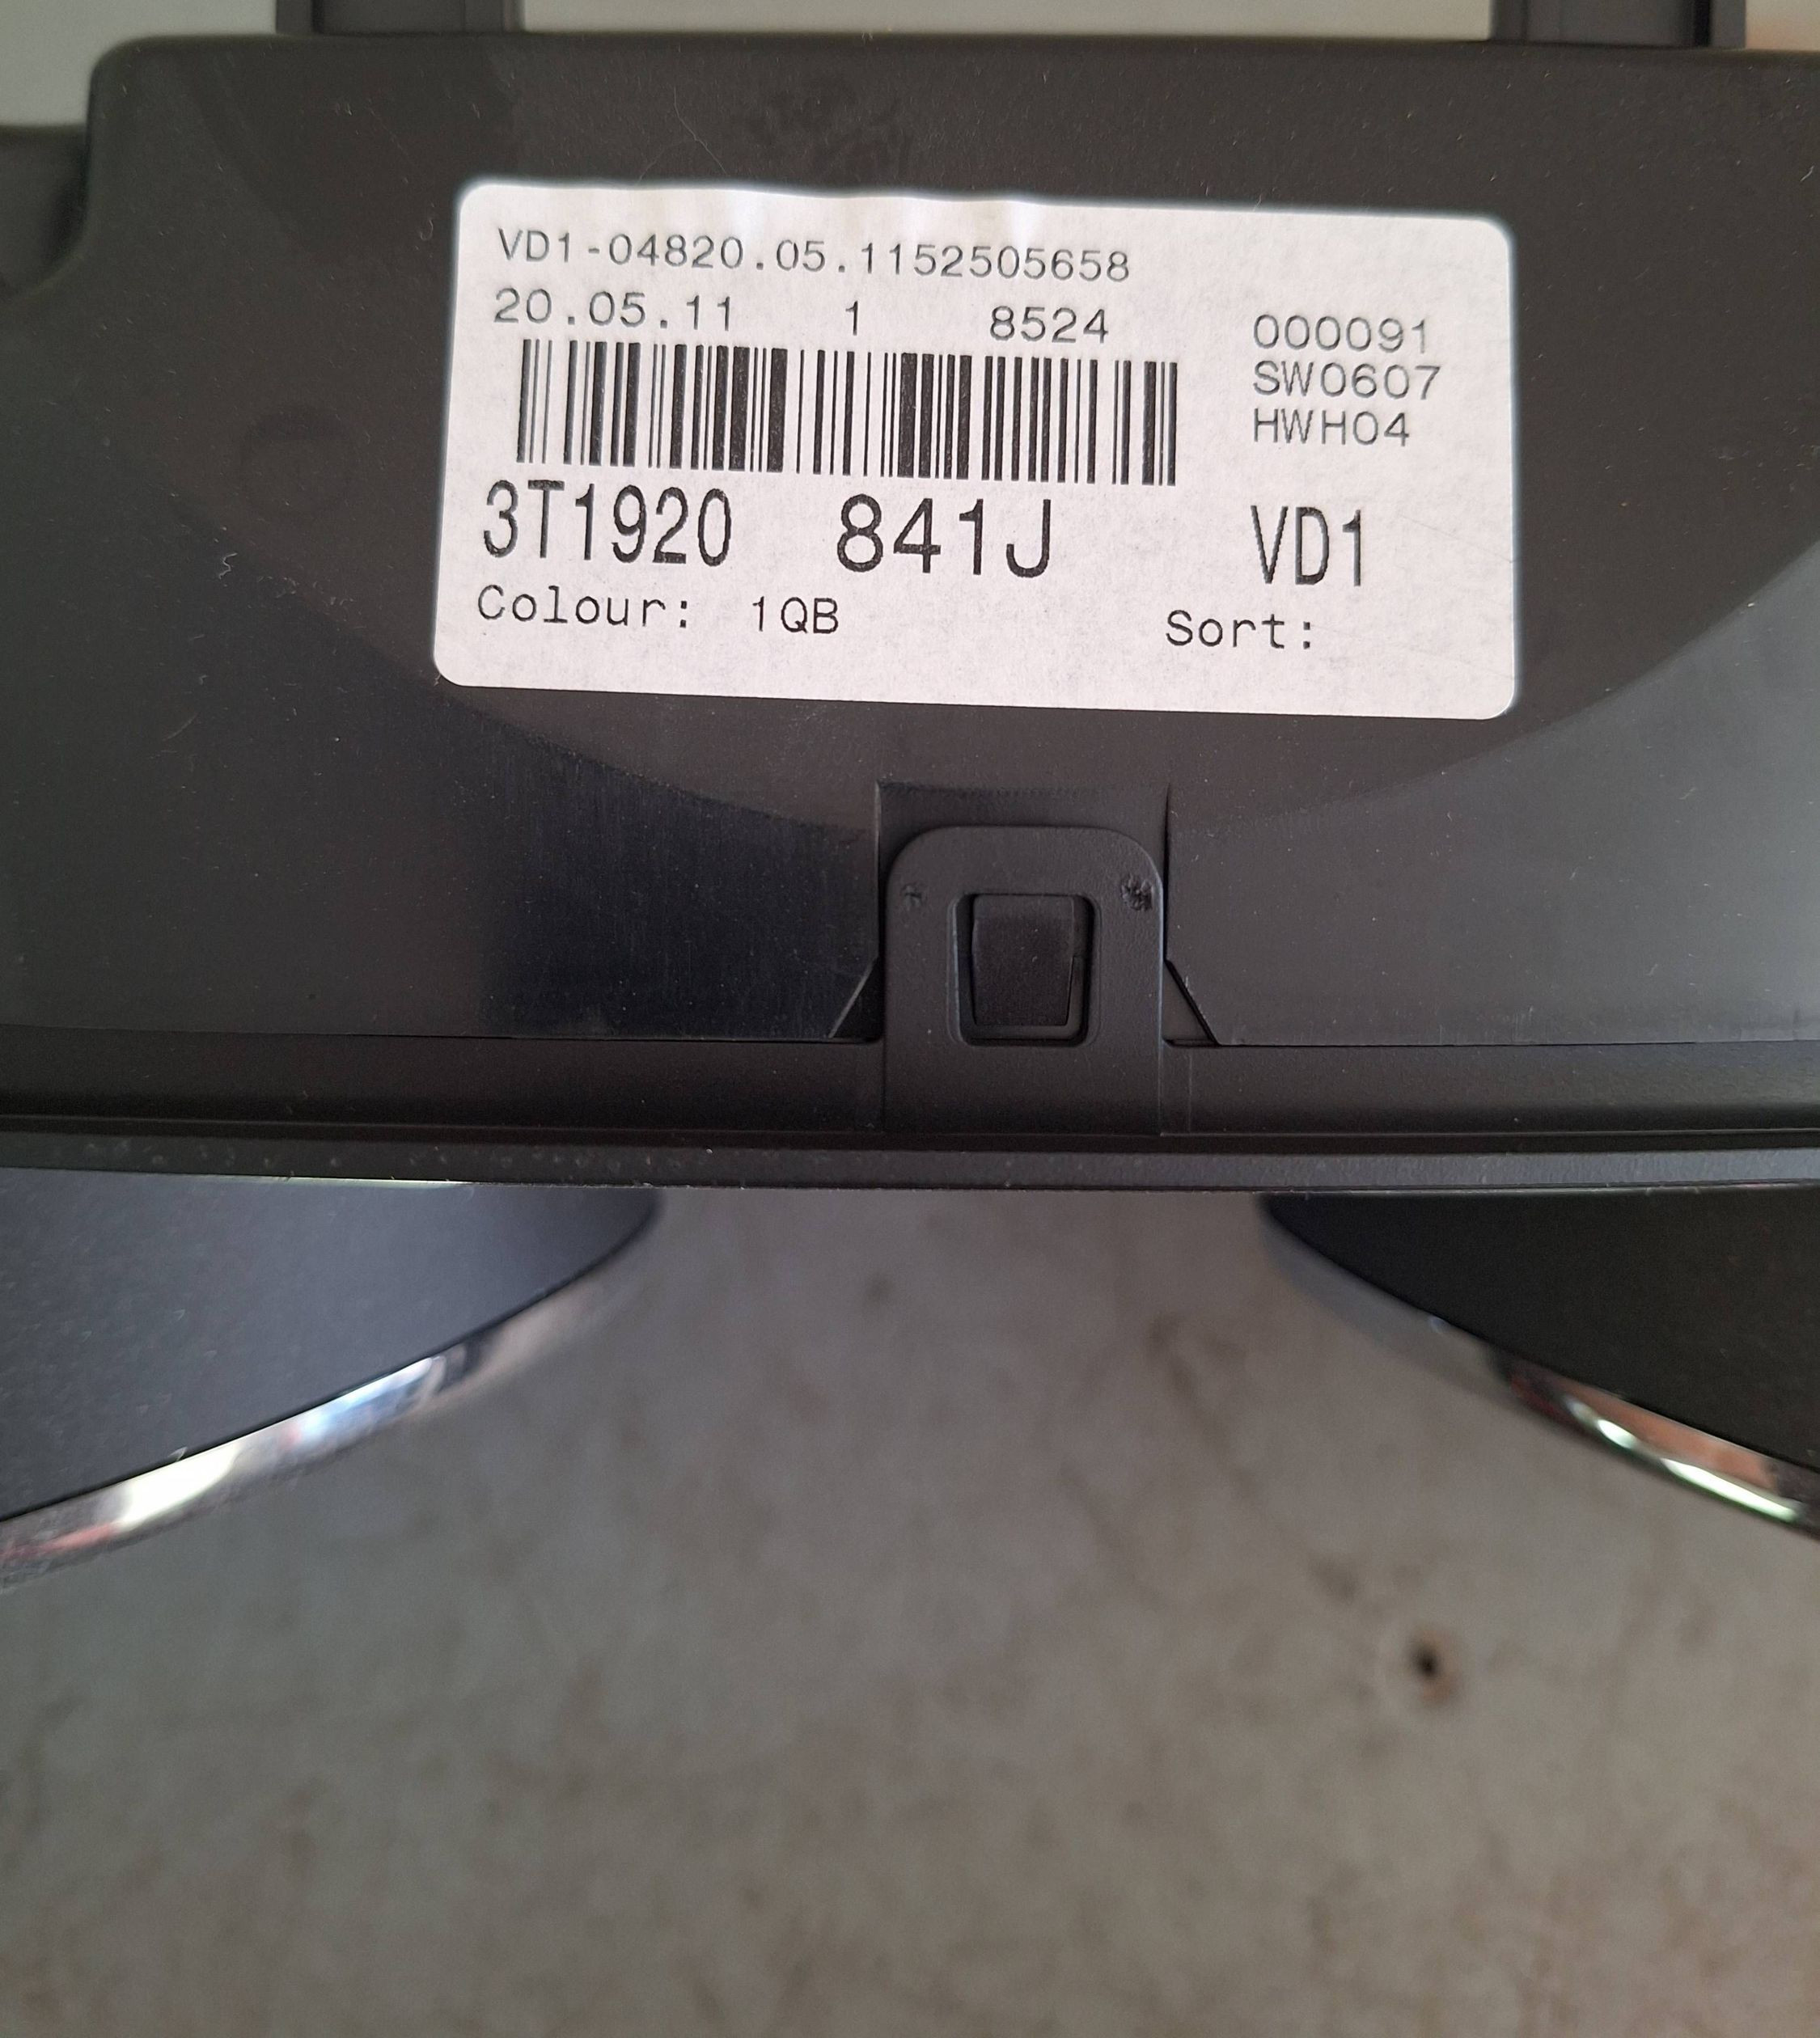 VD1-04820.05.1152505658
20.05.11 1 8524 000091
SW0607
HWH04
3T1920 841J VD1
Colour: 1QB Sort: